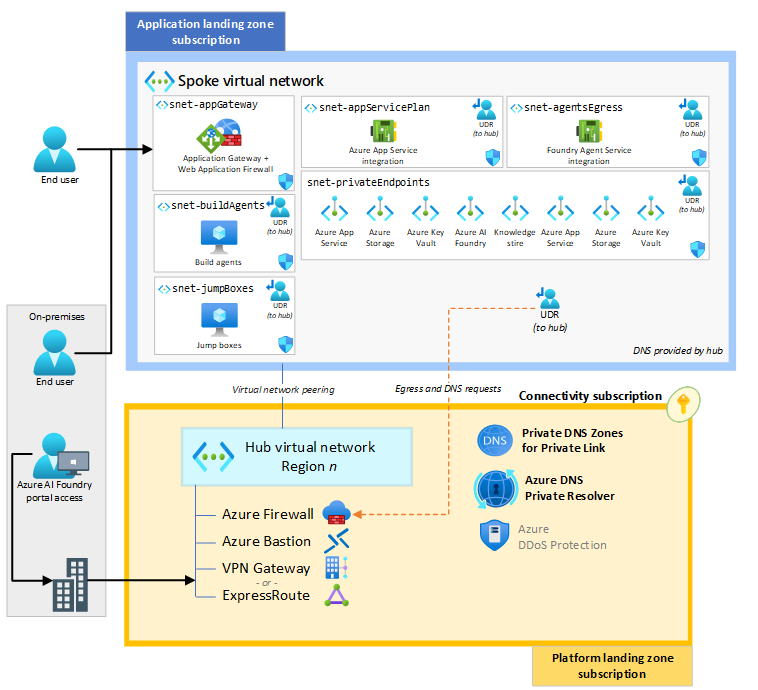 Application landing zone
subscription
Spoke virtual network
snet-appGateway
Application Gateway +
Web Application Firewall
snet-appServicePlan
UDR
(to hub)
Azure App Service
integration
snet-agentsEgress
UDR
(to hub)
Foundry Agent Service
integration
End user
snet-privateEndpoints
UDR
(to hub)
Azure App
Service
Azure
Storage
Azure Key
Vault
Azure AI
Foundry
Knowledge
stire
Azure App
Service
Azure
Storage
Azure Key
Vault
snet-buildAgents
UDR
(to hub)
Build agents
snet-jumpBoxes
UDR
(to hub)
Jump boxes
UDR
(to hub)
DNS provided by hub
On-premises
End user
Azure AI Foundry
portal access
Virtual network peering
Egress and DNS requests
Connectivity subscription
Hub virtual network
Region n
Azure Firewall
Azure Bastion
VPN Gateway
- or -
ExpressRoute
DNS
Private DNS Zones
for Private Link
Azure DNS
Private Resolver
Azure
DDoS Protection
Platform landing zone
subscription